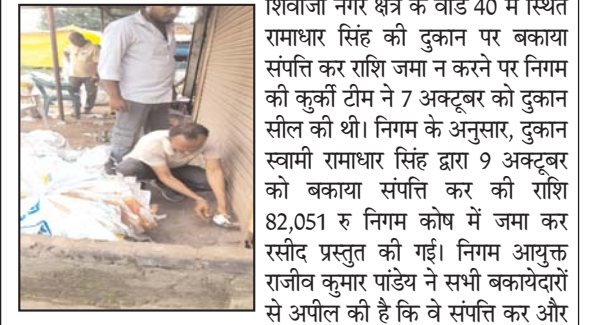 शिवाजी नगर क्षेत्र के वार्ड 40 में स्थित
रामाधार सिंह की दुकान पर बकाया
संपत्ति कर राशि जमा न करने पर निगम
की कुर्की टीम ने 7 अक्टूबर को दुकान
सील की थी। निगम के अनुसार, दुकान
स्वामी रामाधार सिंह द्वारा 9 अक्टूबर
को बकाया संपत्ति कर की राशि
82,051 रु निगम कोष में जमा कर
रसीद प्रस्तुत की गई। निगम आयुक्त
राजीव कुमार पांडेय ने सभी बकायेदारों
से अपील की है कि वे संपत्ति कर और